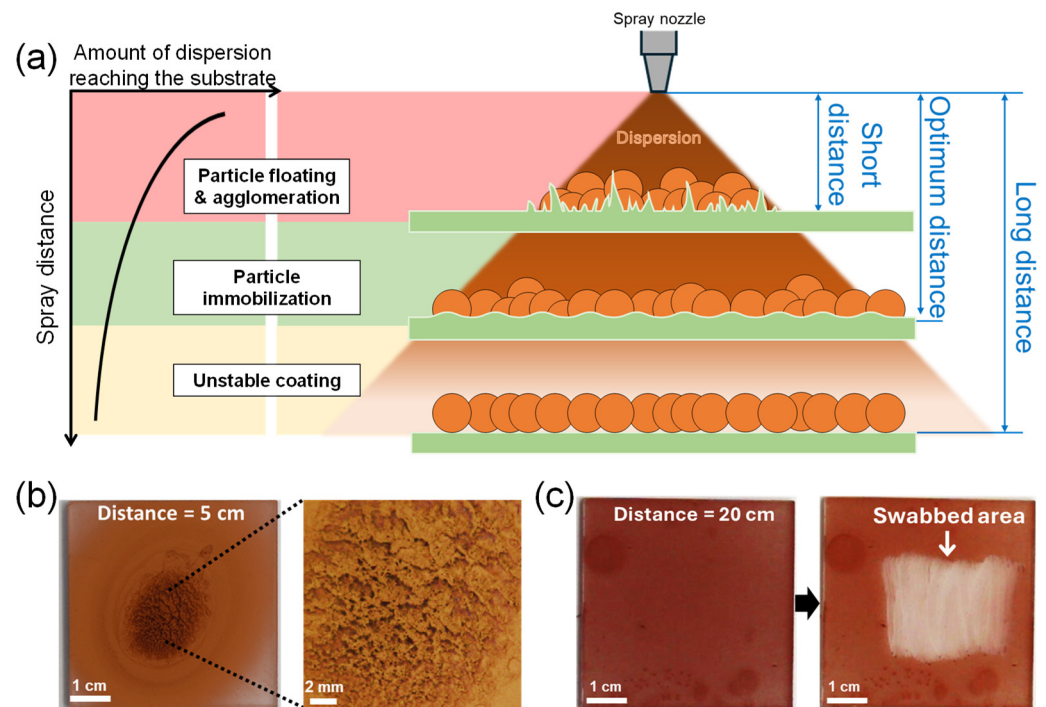 Spray nozzle
(a)
Amount of dispersion
reaching the substrate
Spray distance
Particle floating
& agglomeration
Particle
immobilization
Unstable coating
Dispersion
Short
distance
Optimum distance
Long distance
(b)
Distance = 5 cm
1 cm
2 mm
(c)
Distance = 20 cm
1 cm
Swabbed area
1 cm